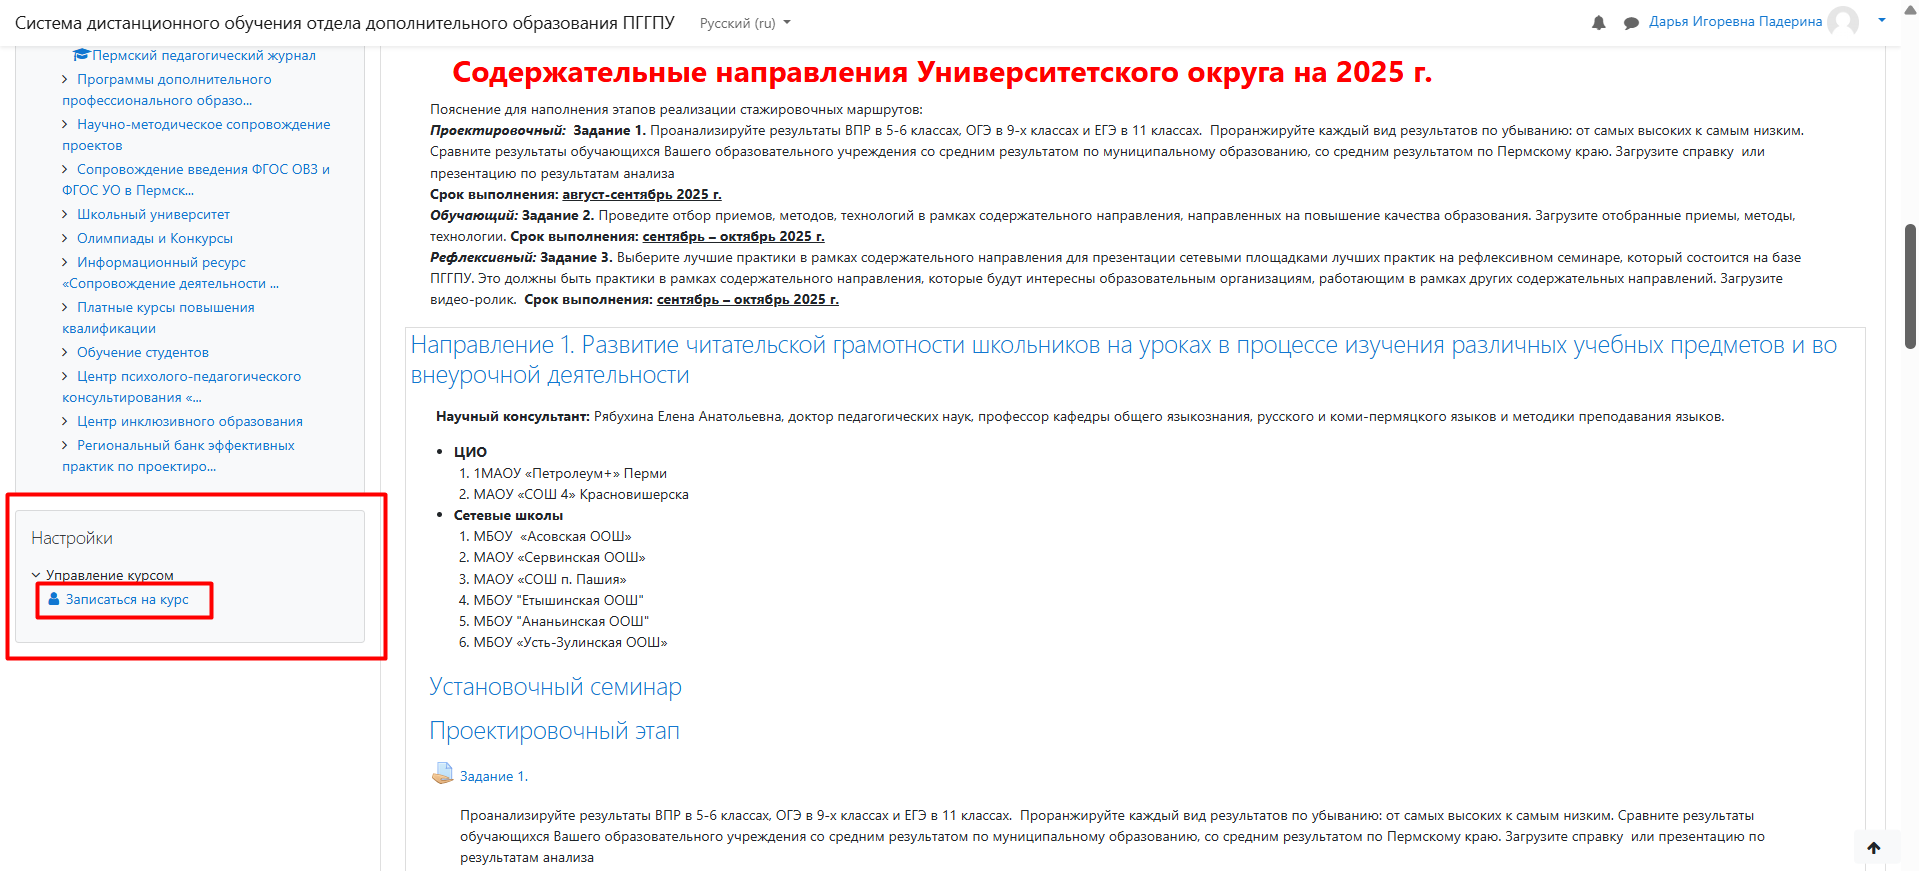 Система дистанционного обучения отдела дополнительного образования ПГГПУ
Русский (ru)
Дарья Игоревна Падерина
Пермский педагогический журнал
Программы дополнительного
профессионального образо...
Научно-методическое сопровождение
проектов
Сопровождение введения ФГОС ОВЗ и
ФГОС УО в Пермск...
Школьный университет
Олимпиады и Конкурсы
Информационный ресурс
«Сопровождение деятельности ...
Платные курсы повышения
квалификации
Обучение студентов
Центр психолого-педагогического
консультирования «...
Центр инклюзивного образования
Региональный банк эффективных
практик по проектиро...
Настройки
Управление курсом
Записаться на курс
Содержательные направления Университетского округа на 2025 г.
Пояснение для наполнения этапов реализации стажировочных маршрутов:
Проектировочный: Задание 1. Проанализируйте результаты ВПР в 5-6 классах, ОГЭ в 9-х классах и ЕГЭ в 11 классах. Проранжируйте каждый вид результатов по убыванию: от самых высоких к самым низким.
Сравните результаты обучающихся Вашего образовательного учреждения со средним результатом по муниципальному образованию, со средним результатом по Пермскому краю. Загрузите справку или
презентацию по результатам анализа
Срок выполнения: август-сентябрь 2025 г.
Обучающий: Задание 2. Проведите отбор приемов, методов, технологий в рамках содержательного направления, направленных на повышение качества образования. Загрузите отобранные приемы, методы,
технологии. Срок выполнения: сентябрь – октябрь 2025 г.
Рефлексивный: Задание 3. Выберите лучшие практики в рамках содержательного направления для презентации сетевыми площадками лучших практик на рефлексивном семинаре, который состоится на базе
ПГГПУ. Это должны быть практики в рамках содержательного направления, которые будут интересны образовательным организациям, работающим в рамках других содержательных направлений. Загрузите
видео-ролик. Срок выполнения: сентябрь – октябрь 2025 г.
Направление 1. Развитие читательской грамотности школьников на уроках в процессе изучения различных учебных предметов и во
внеурочной деятельности
Научный консультант: Рябухина Елена Анатольевна, доктор педагогических наук, профессор кафедры общего языкознания, русского и коми-пермяцкого языков и методики преподавания языков.
• ЦИО
1. 1МАОУ «Петролеум+» Перми
2. МАОУ «СОШ 4» Красновишерска
• Сетевые школы
1. МБОУ «Асовская ООШ»
2. МАОУ «Сервинская ООШ»
3. МАОУ «СОШ п. Пашия»
4. МБОУ "Етышинская ООШ"
5. МБОУ "Ананьинская ООШ"
6. МБОУ «Усть-Зулинская ООШ»
Установочный семинар
Проектировочный этап
Задание 1.
Проанализируйте результаты ВПР в 5-6 классах, ОГЭ в 9-х классах и ЕГЭ в 11 классах. Проранжируйте каждый вид результатов по убыванию: от самых высоких к самым низким. Сравните результаты
обучающихся Вашего образовательного учреждения со средним результатом по муниципальному образованию, со средним результатом по Пермскому краю. Загрузите справку или презентацию по
результатам анализа